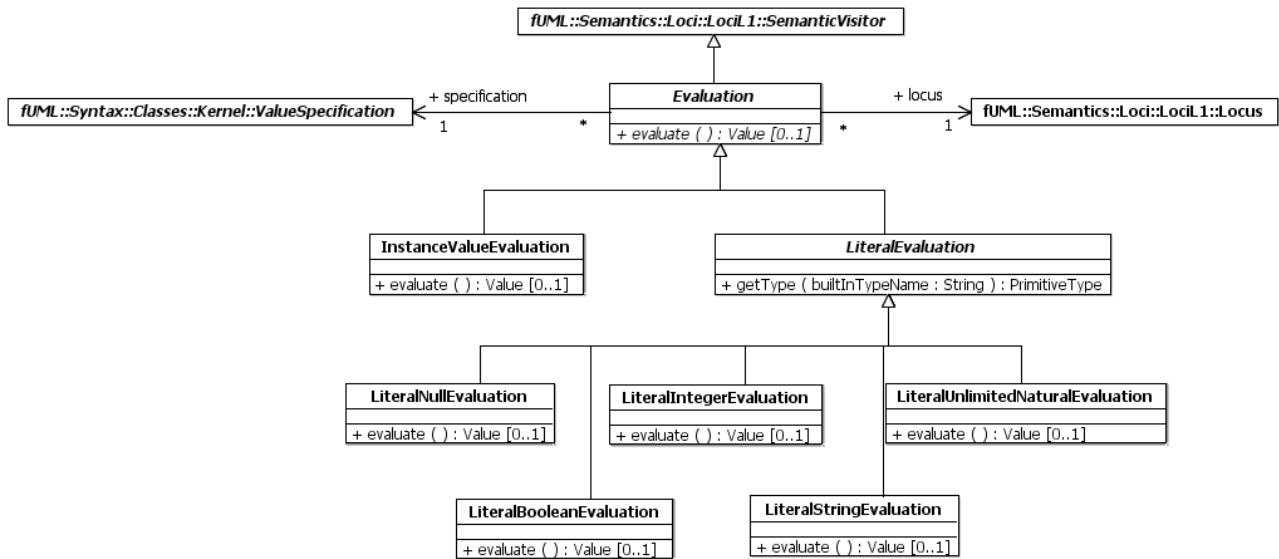 fUML::Semantics::Loci::LociL1::SemanticVisitor
+ specification
Evaluation
+ locus
fUML::Syntax::Classes::Kernel::ValueSpecification
fUML::Semantics::Loci::LociL1::Locus
1
*
+ evaluate ( ) : Value [0..1]
*
1
InstanceValueEvaluation
LiteralEvaluation
+ evaluate ( ) : Value [0..1]
+ getType ( builtInTypeName : String ) : PrimitiveType
LiteralNullEvaluation
LiteralIntegerEvaluation
LiteralUnlimitedNaturalEvaluation
+ evaluate ( ) : Value [0..1]
+ evaluate ( ) : Value [0..1]
+ evaluate ( ) : Value [0..1]
LiteralBooleanEvaluation
LiteralStringEvaluation
+ evaluate ( ) : Value [0..1]
+ evaluate ( ) : Value [0..1]